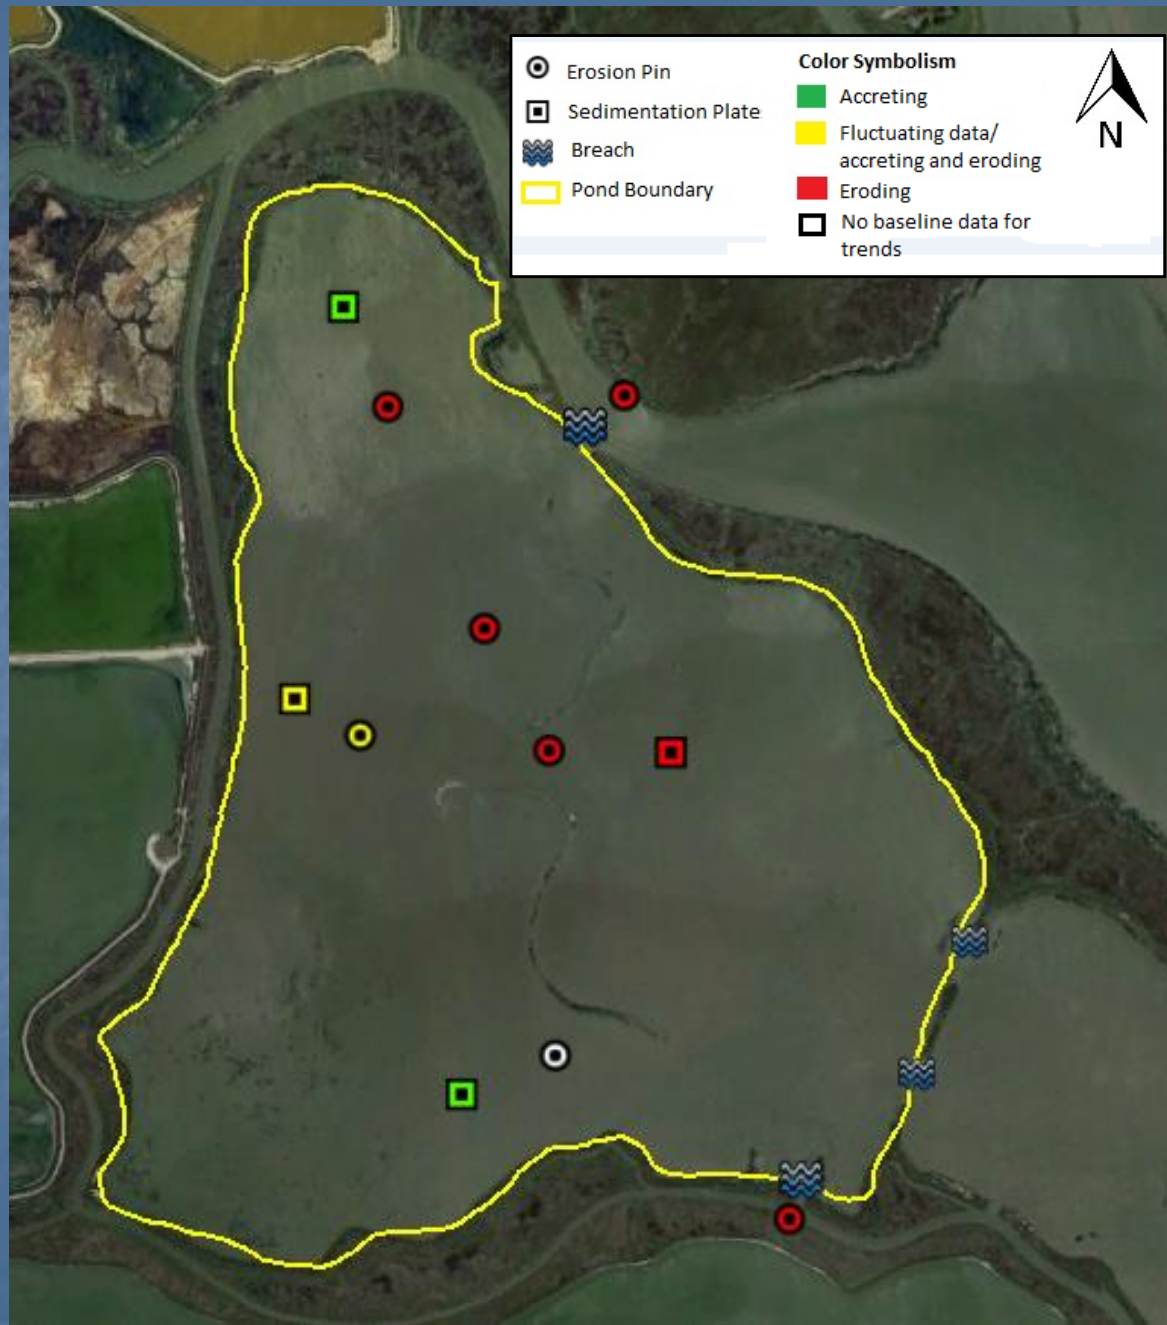 Erosion Pin
Sedimentation Plate
Breach
Pond Boundary
Color Symbolism
Accreting
Fluctuating data/
accreting and eroding
Eroding
No baseline data for
trends
N